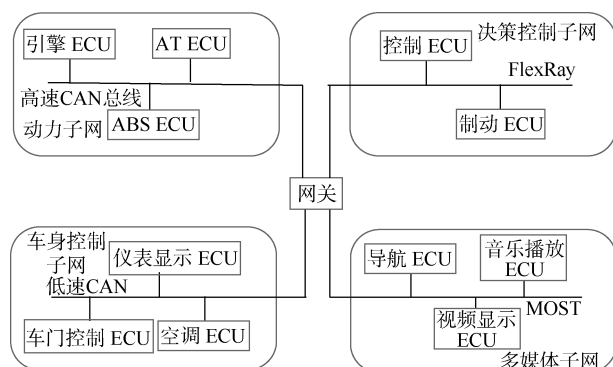 引擎 ECU
AT ECU
高速CAN总线
动力子网
ABS ECU
控制 ECU
决策控制子网
FlexRay
制动 ECU
网关
车身控制
子网
仪表显示 ECU
低速CAN
车门控制 ECU
空调 ECU
导航 ECU
音乐播放
ECU
MOST
视频显示
ECU
多媒体子网